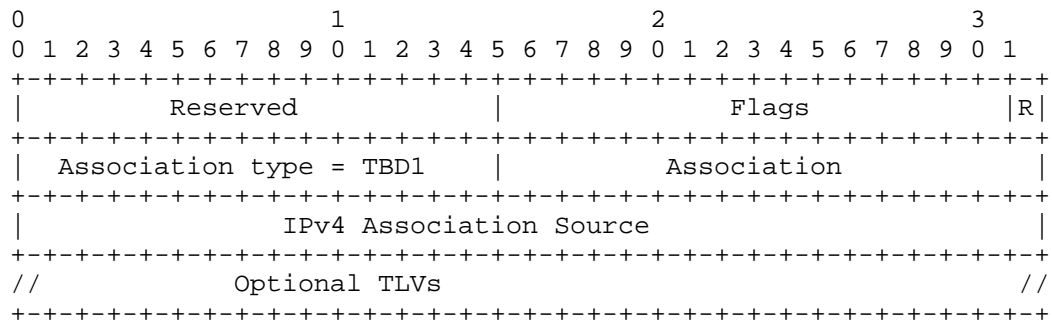 0                   1                   2                   3
0 1 2 3 4 5 6 7 8 9 0 1 2 3 4 5 6 7 8 9 0 1 2 3 4 5 6 7 8 9 0 1
+-+-+-+-+-+-+-+-+-+-+-+-+-+-+-+-+-+-+-+-+-+-+-+-+-+-+-+-+-+-+-+-+
|         Reserved            |              Flags            |R|
+-+-+-+-+-+-+-+-+-+-+-+-+-+-+-+-+-+-+-+-+-+-+-+-+-+-+-+-+-+-+-+-+
|  Association type = TBD1    |          Association            |
+-+-+-+-+-+-+-+-+-+-+-+-+-+-+-+-+-+-+-+-+-+-+-+-+-+-+-+-+-+-+-+-+
|                IPv4 Association Source                        |
+-+-+-+-+-+-+-+-+-+-+-+-+-+-+-+-+-+-+-+-+-+-+-+-+-+-+-+-+-+-+-+-+
//            Optional TLVs                                    //
+-+-+-+-+-+-+-+-+-+-+-+-+-+-+-+-+-+-+-+-+-+-+-+-+-+-+-+-+-+-+-+-+